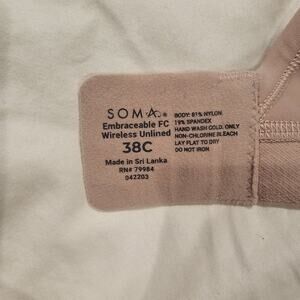 SOMA®
Embraceable FC
Wireless Unlined
38C
Made in Sri Lanka
RN# 79984
042203
BODY: 81% NYLON
19% SPANDEX
HAND WASH COLD. ONLY
NON-CHLORINE BLEACH
LAY FLAT TO DRY
DO NOT IRON